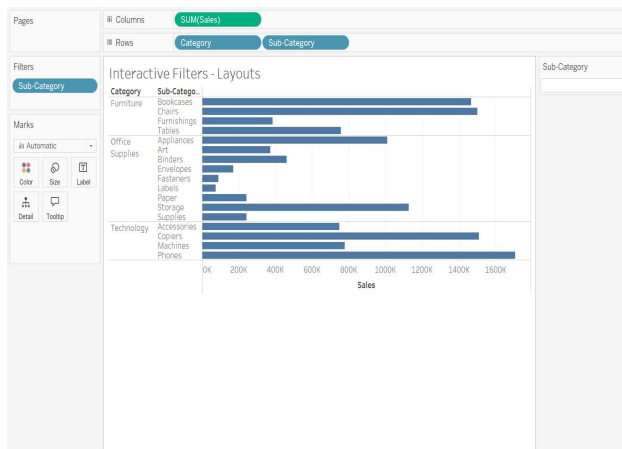 Pages
Columns
SUM(Sales)
Rows
Category
Sub-Category
Filters
Sub-Category
Marks
Automatic
Color
Size
Label
Detail
Tooltip
Interactive Filters - Layouts
Category
Sub-Catego..
Furniture
Bookcases
Chairs
Furnishings
Tables
Office
Supplies
Appliances
Art
Binders
Envelopes
Fasteners
Labels
Paper
Storage
Supplies
Technology
Accessories
Copiers
Machines
Phones
0K 200K 400K 600K 800K 1000K 1200K 1400K 1600K
Sales
Sub-Category